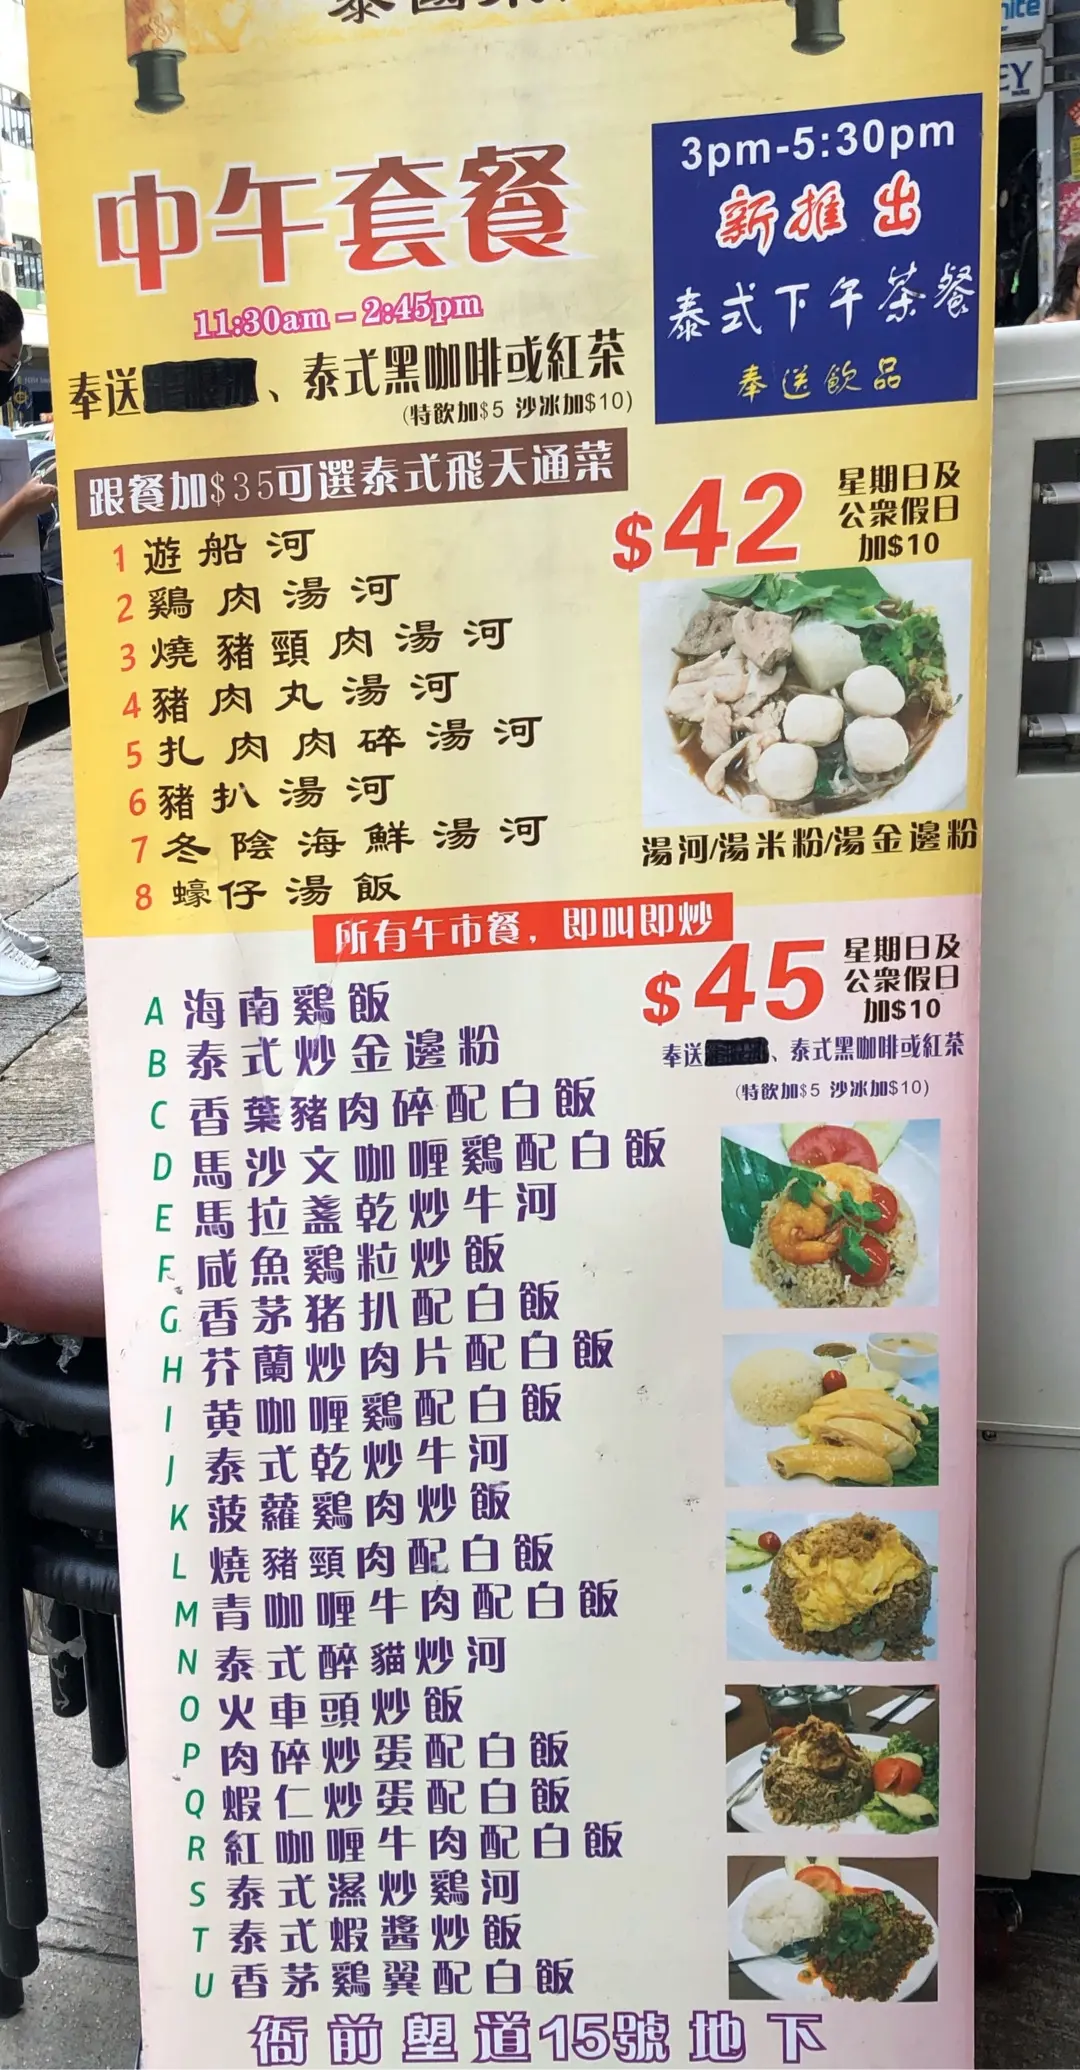 泰國
中午套餐
11:30am – 2:45pm
奉送、泰式黑咖啡或紅茶
(特飲加$5 沙冰加$10)
3pm-5:30pm
新推出
泰式下午茶餐
奉送飲品
跟餐加$35可選泰式飛天通菜
$42
星期日及
公衆假日
加$10
1 遊船河
2 鷄肉湯河
3 燒豬頸肉湯河
4 豬肉丸湯河
5 扎肉肉碎湯河
6 豬扒湯河
7 冬陰海鮮湯河
8 蠔仔湯飯
湯河/湯米粉/湯金邊粉
所有午市餐，即叫即炒
$45
星期日及
公衆假日
加$10
奉送、泰式黑咖啡或紅茶
(特飲加$5 沙冰加$10)
A 海南鷄飯
B 泰式炒金邊粉
C 香葉豬肉碎配白飯
D 馬沙文咖喱鷄配白飯
E 馬拉盞乾炒牛河
F 咸魚鷄粒炒飯
G 香茅猪扒配白飯
H 芥蘭炒肉片配白飯
I 黄咖喱鷄配白飯
J 泰式乾炒牛河
K 菠蘿鷄肉炒飯
L 燒豬頸肉配白飯
M 青咖喱牛肉配白飯
N 泰式醉貓炒河
O 火車頭炒飯
P 肉碎炒蛋配白飯
Q 蝦仁炒蛋配白飯
R 紅咖喱牛肉配白飯
S 泰式濕炒鷄河
T 泰式蝦醬炒飯
U 香茅鷄翼配白飯
衙前塱道15號地下